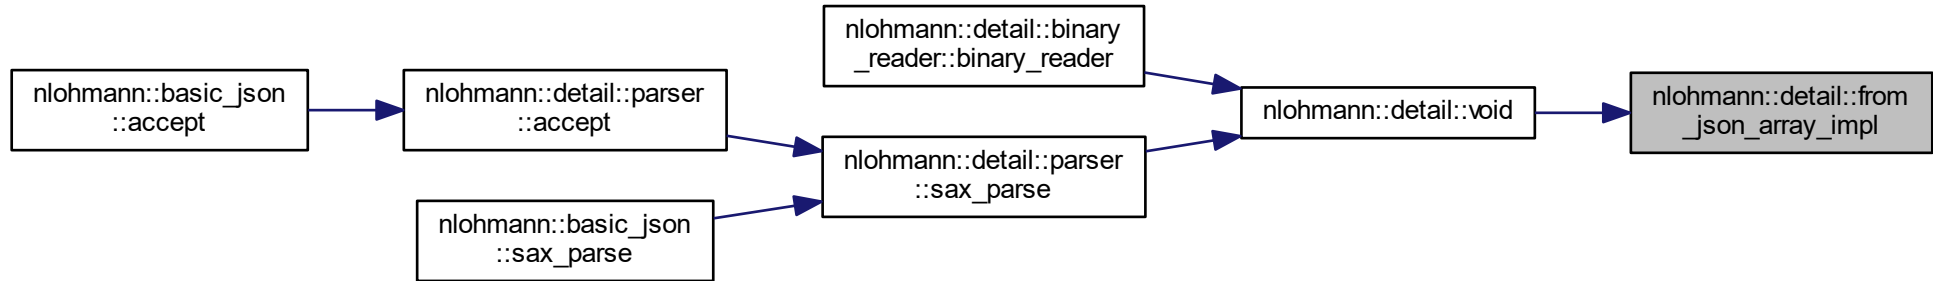 nlohmann::basic_json
::accept
nlohmann::detail::parser
::accept
nlohmann::basic_json
::sax_parse
nlohmann::detail::binary
_reader::binary_reader
nlohmann::detail::parser
::sax_parse
nlohmann::detail::void
nlohmann::detail::from
_json_array_impl